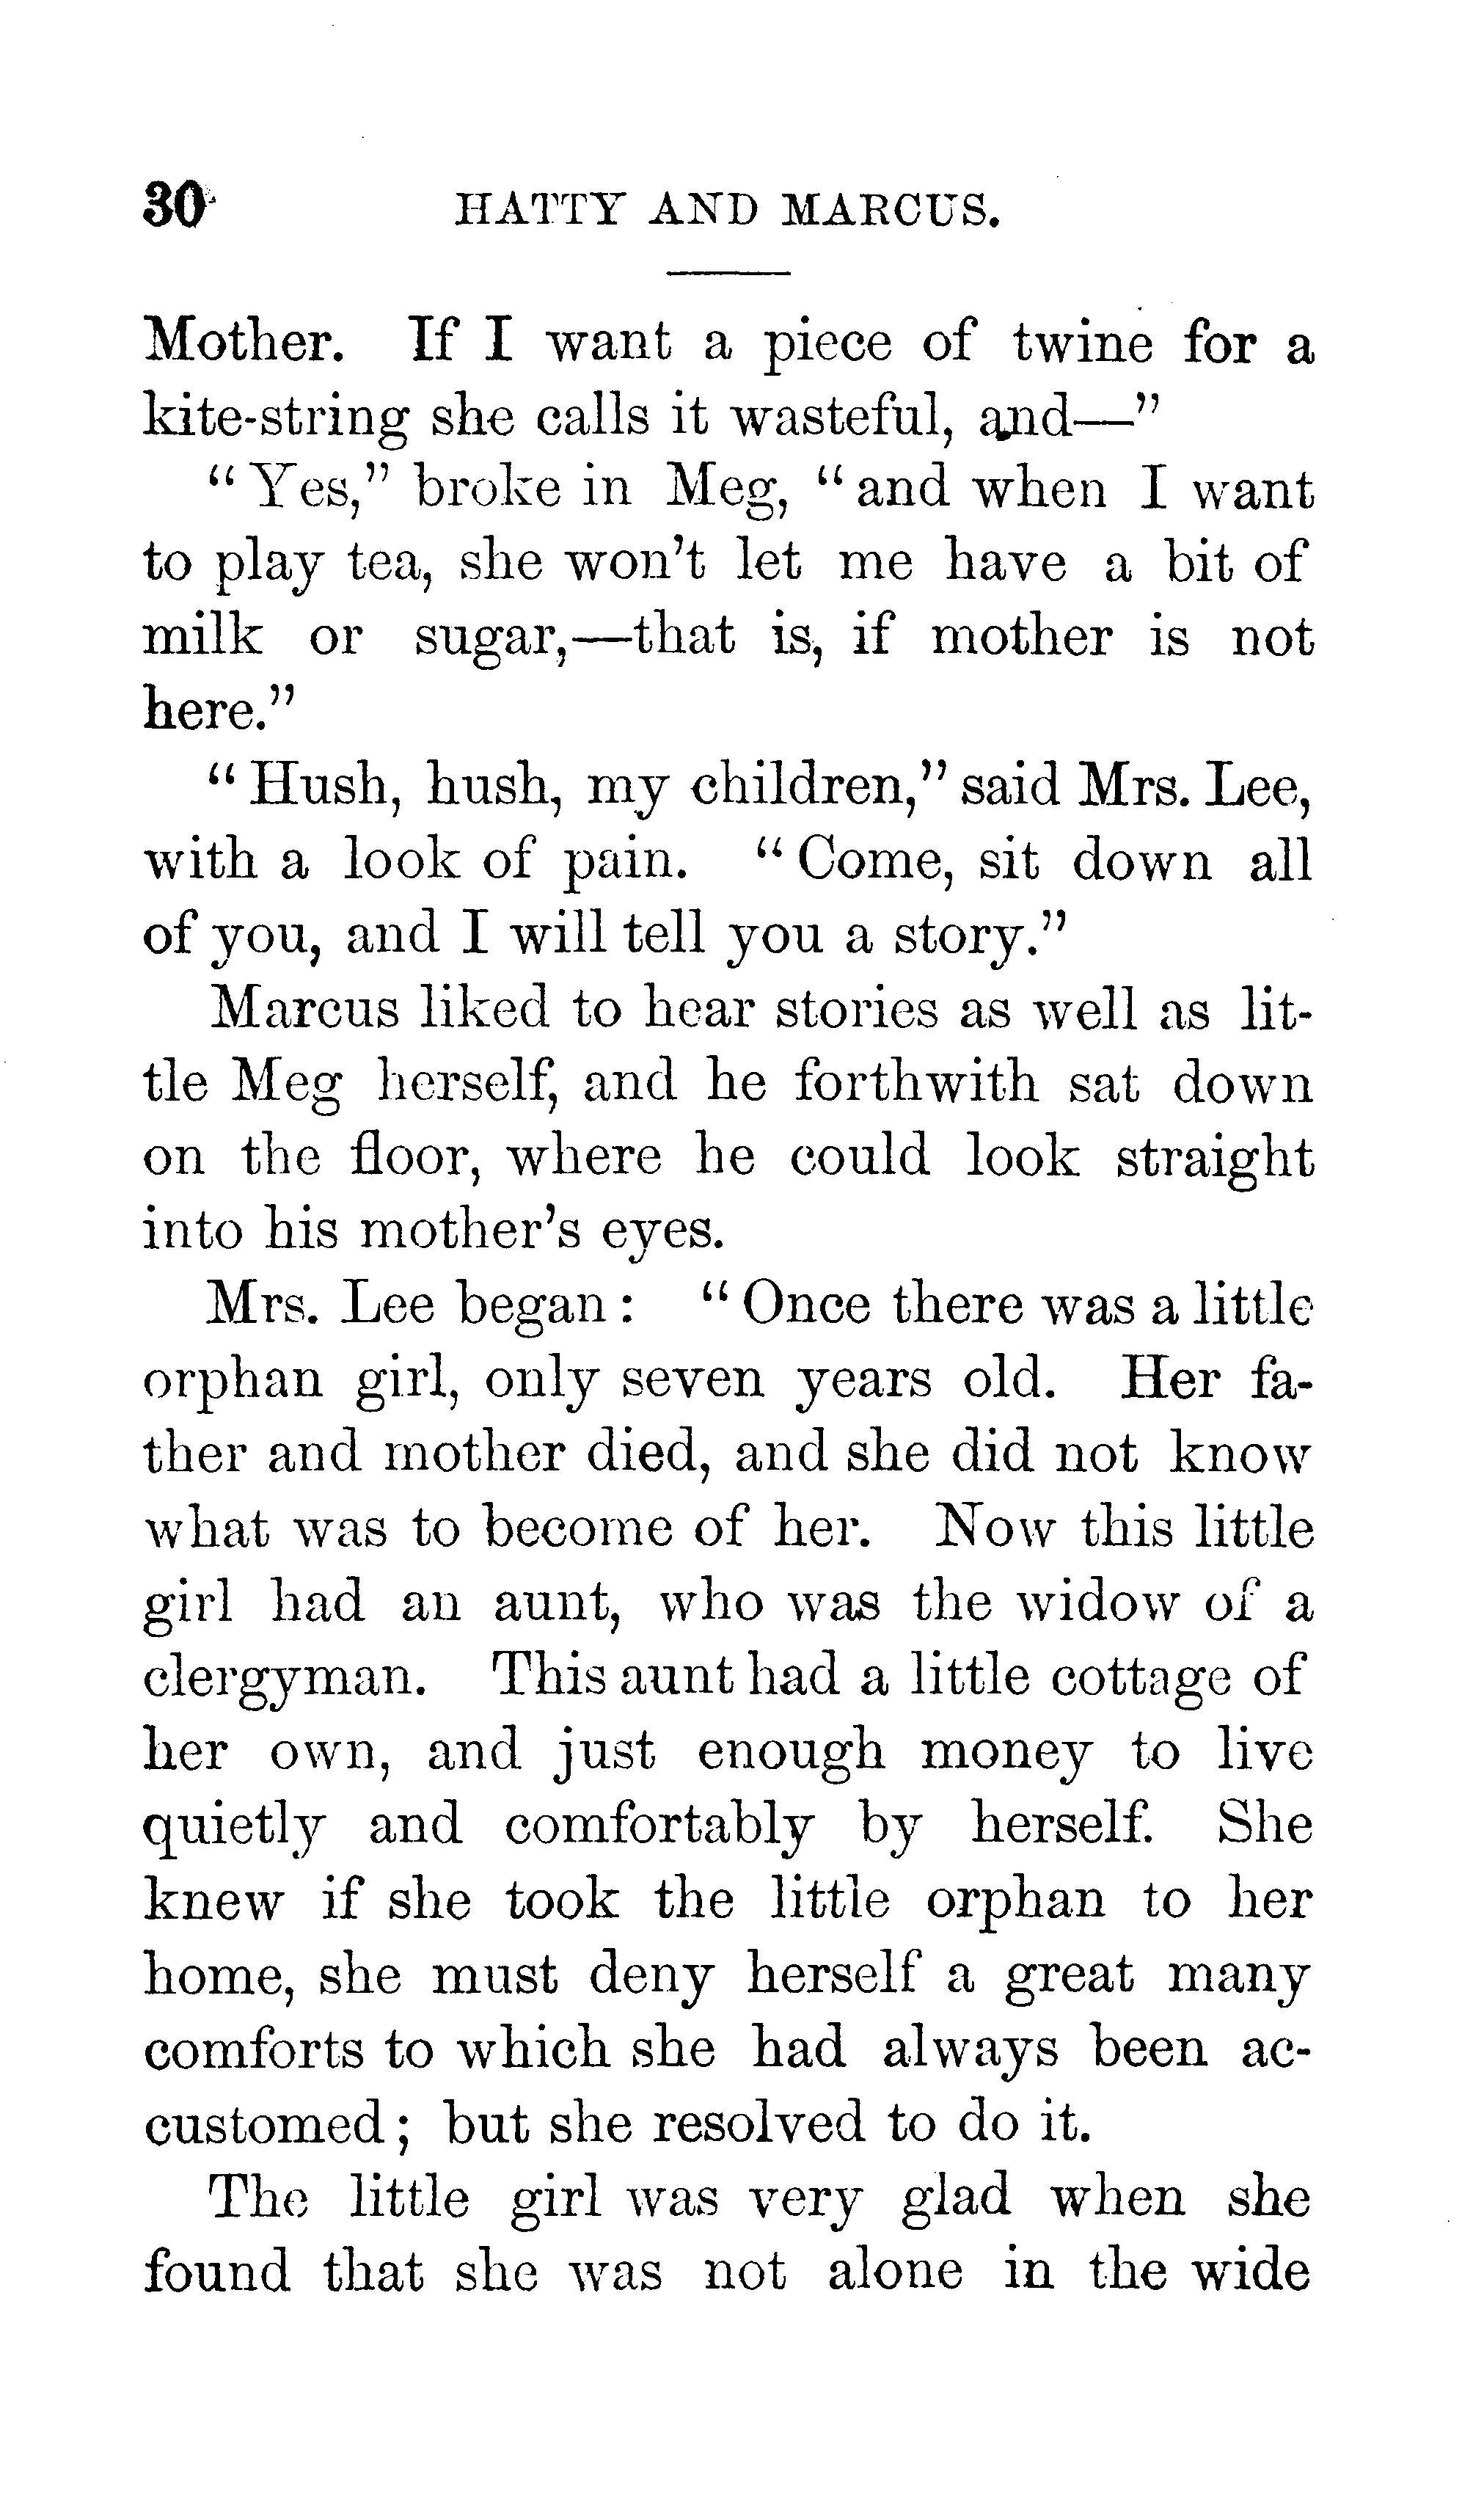 30 HATTY AND MARCUS.
Mother. If I want a piece of twine for a
kite-string she calls it wasteful, and—"
"Yes," broke in Meg, "and when I want
to play tea, she won't let me have a bit of
milk or sugar,—that is, if mother is not
here."
"Hush, hush, my children," said Mrs. Lee,
with a look of pain. "Come, sit down all
of you, and I will tell you a story."
Marcus liked to hear stories as well as lit-
tle Meg herself, and he forthwith sat down
on the floor, where he could look straight
into his mother's eyes.
Mrs. Lee began: "Once there was a little
orphan girl, only seven years old. Her fa-
ther and mother died, and she did not know
what was to become of her. Now this little
girl had an aunt, who was the widow of a
clergyman. This aunt had a little cottage of
her own, and just enough money to live
quietly and comfortably by herself. She
knew if she took the little orphan to her
home, she must deny herself a great many
comforts to which she had always been ac-
customed; but she resolved to do it.
The little girl was very glad when she
found that she was not alone in the wide